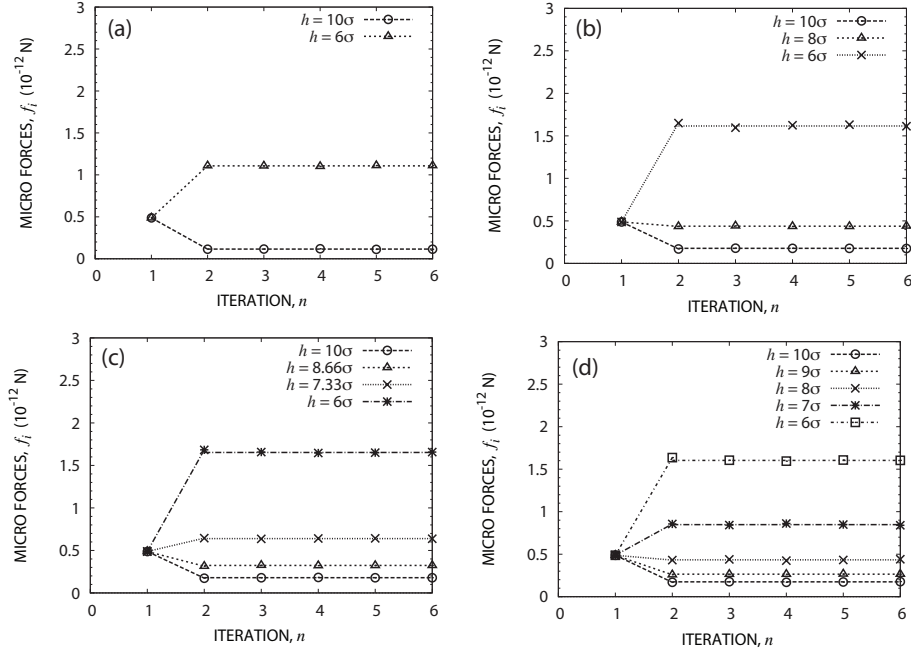 (a)
h = 10σ
h = 6σ
3
2.5
2
1.5
1
0.5
0
MICRO FORCES, fᵢ (10⁻¹² N)
0 1 2 3 4 5 6
ITERATION, n
(b)
h = 10σ
h = 8σ
h = 6σ
3
2.5
2
1.5
1
0.5
0
MICRO FORCES, fᵢ (10⁻¹² N)
0 1 2 3 4 5 6
ITERATION, n
(c)
h = 10σ
h = 8.66σ
h = 7.33σ
h = 6σ
3
2.5
2
1.5
1
0.5
0
MICRO FORCES, fᵢ (10⁻¹² N)
0 1 2 3 4 5 6
ITERATION, n
(d)
h = 10σ
h = 9σ
h = 8σ
h = 7σ
h = 6σ
3
2.5
2
1.5
1
0.5
0
MICRO FORCES, fᵢ (10⁻¹² N)
0 1 2 3 4 5 6
ITERATION, n